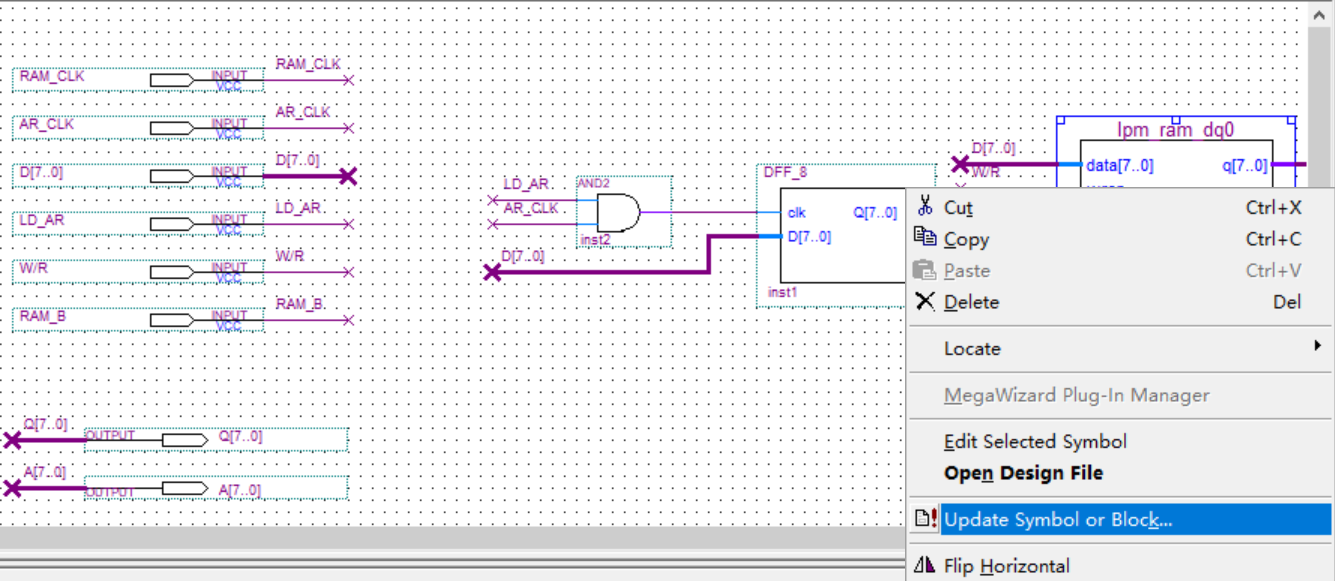 RAM_CLK
INPUT
VCC
RAM_CLK
AR_CLK
INPUT
VCC
AR_CLK
D[7..0]
INPUT
VCC
D[7..0]
LD_AR
INPUT
VCC
LD_AR
W/R
INPUT
VCC
W/R
RAM_B
INPUT
VCC
RAM_B
Q[7..0]
OUTPUT
Q[7..0]
A[7..0]
OUTPUT
A[7..0]
LD_AR
AR_CLK
AND2
inst2
D[7..0]
DFF_8
clk
Q[7..0]
D[7..0]
inst1
lpm_ram_dq0
D[7..0]
W/R
data[7..0]
q[7..0]
Cut Ctrl+X
Copy Ctrl+C
Paste Ctrl+V
Delete Del
Locate
MegaWizard Plug-In Manager
Edit Selected Symbol
Open Design File
Update Symbol or Block...
Flip Horizontal